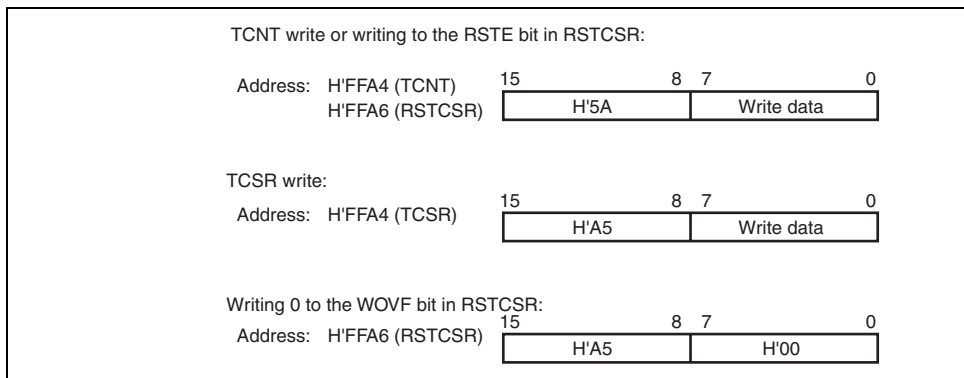 TCNT write or writing to the RSTE bit in RSTCSR:
15 8 7 0
Address: H'FFA4 (TCNT)
H'FFA6 (RSTCSR)
H'5A Write data
TCSR write:
15 8 7 0
Address: H'FFA4 (TCSR)
H'A5 Write data
Writing 0 to the WOVF bit in RSTCSR:
15 8 7 0
Address: H'FFA6 (RSTCSR)
H'A5 H'00